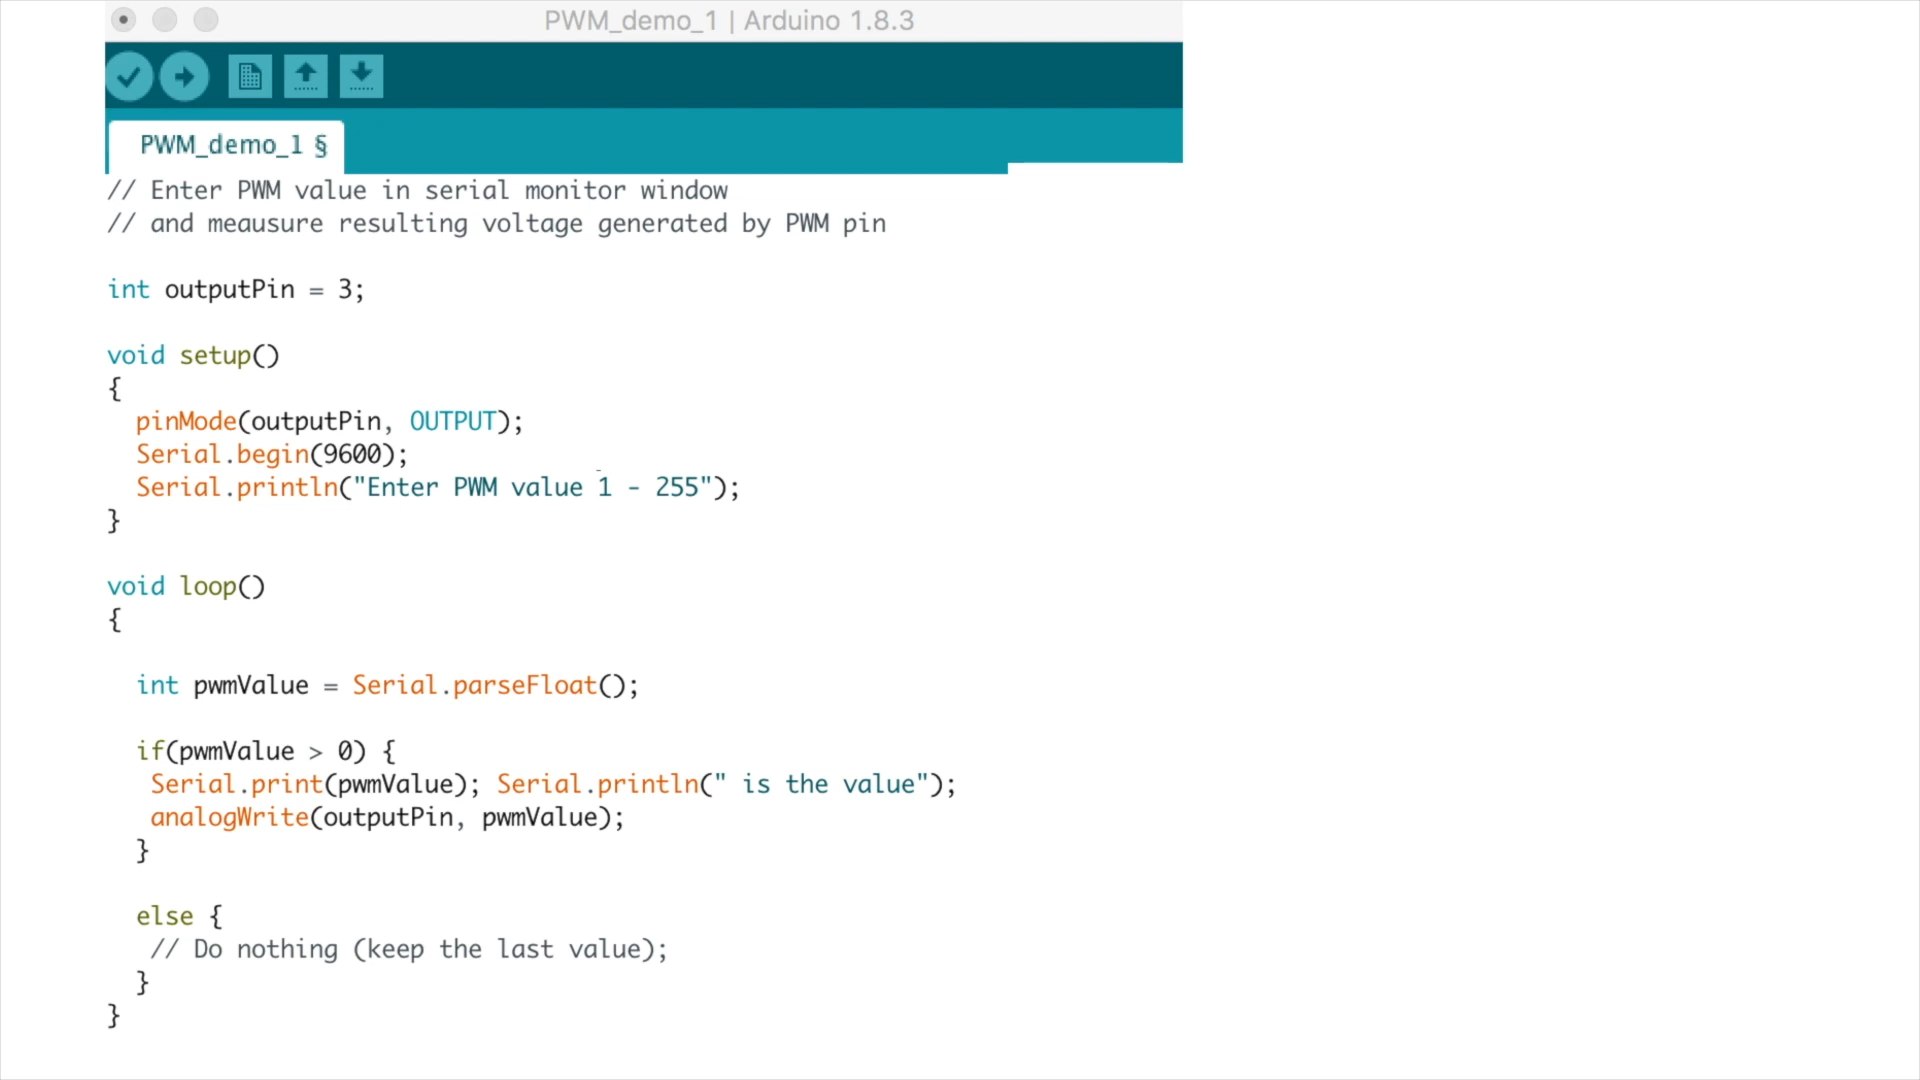 PWM_demo_1 | Arduino 1.8.3
PWM_demo_1 §
// Enter PWM value in serial monitor window
// and meausure resulting voltage generated by PWM pin
int outputPin = 3;
void setup()
{
pinMode(outputPin, OUTPUT);
Serial.begin(9600);
Serial.println("Enter PWM value 1 - 255");
}
void loop()
{
int pwmValue = Serial.parseFloat();
if(pwmValue > 0) {
Serial.print(pwmValue); Serial.println(" is the value");
analogWrite(outputPin, pwmValue);
}
else {
// Do nothing (keep the last value);
}
}